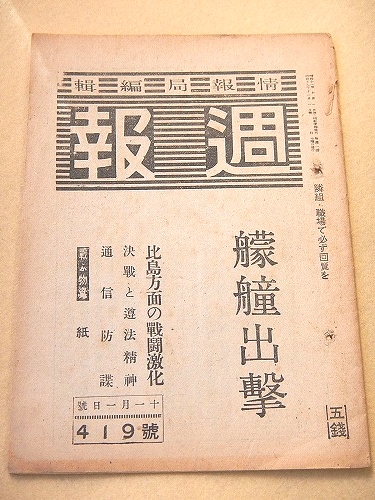 情報局編輯
週報
隣組・職場で必ず回覧を
艨艟出撃
比島方面の戰鬪激化
決戰と遵法精神
通信防諜
紙
十一月一日號
419號
五錢